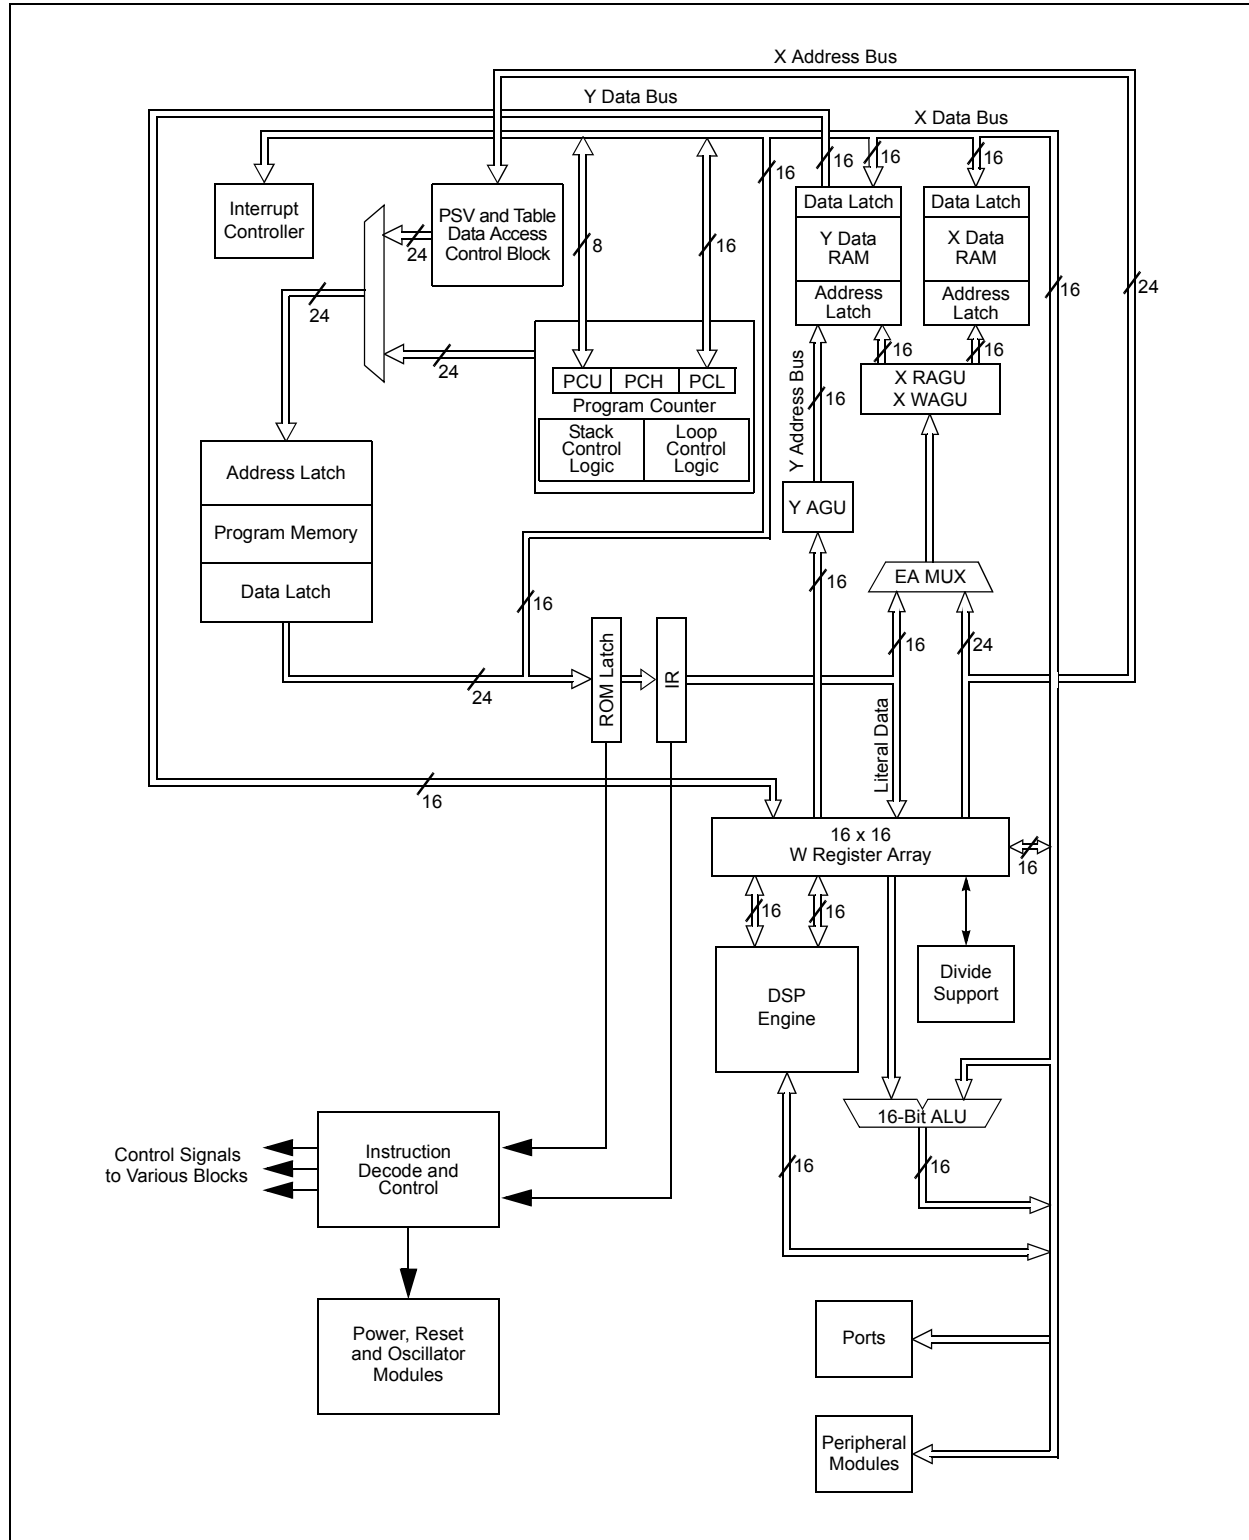 X Address Bus
Y Data Bus
X Data Bus
16
16
16
16
Interrupt
Controller
PSV and Table
Data Access
Control Block
24
8
16
Data Latch
Y Data
RAM
Address
Latch
Data Latch
X Data
RAM
Address
Latch
16
24
24
24
16
16
PCU
PCH
PCL
Program Counter
Stack
Control
Logic
Loop
Control
Logic
Y Address Bus
16
X RAGU
X WAGU
Address Latch
Program Memory
Data Latch
Y AGU
16
EA MUX
16
16
24
24
ROM Latch
IR
Literal Data
16
16 x 16
W Register Array
16
16
16
DSP
Engine
Divide
Support
16-Bit ALU
16
16
Control Signals
to Various Blocks
Instruction
Decode and
Control
Power, Reset
and Oscillator
Modules
Ports
Peripheral
Modules